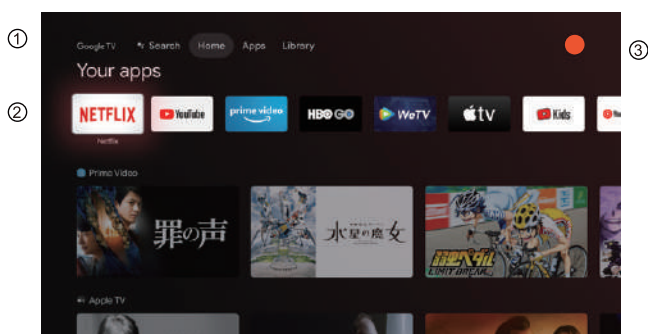 ①
Google TV Search Home Apps Library
③
Your apps
②
NETFLIX YouTube prime video HBO GO WeTV tv Kids
Netflix
Prime Video
罪の声
水星の魔女
弱虫ペダル
LIMIT BREAK
Apple TV